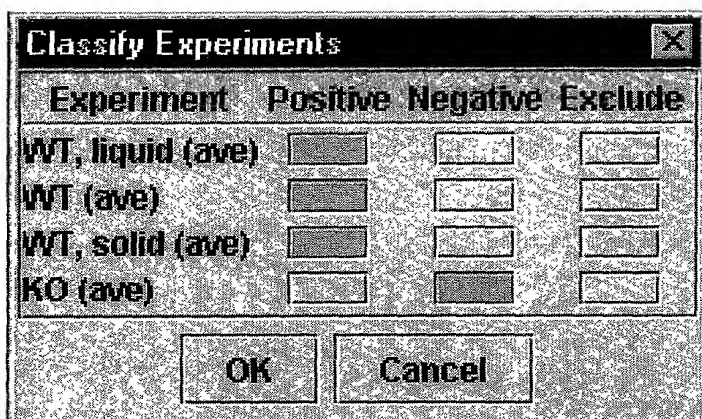 Classify Experiments
Experiment Positive Negative Exclude
WT, liquid (ave)
WT (ave)
WT, solid (ave)
KO (ave)
OK Cancel